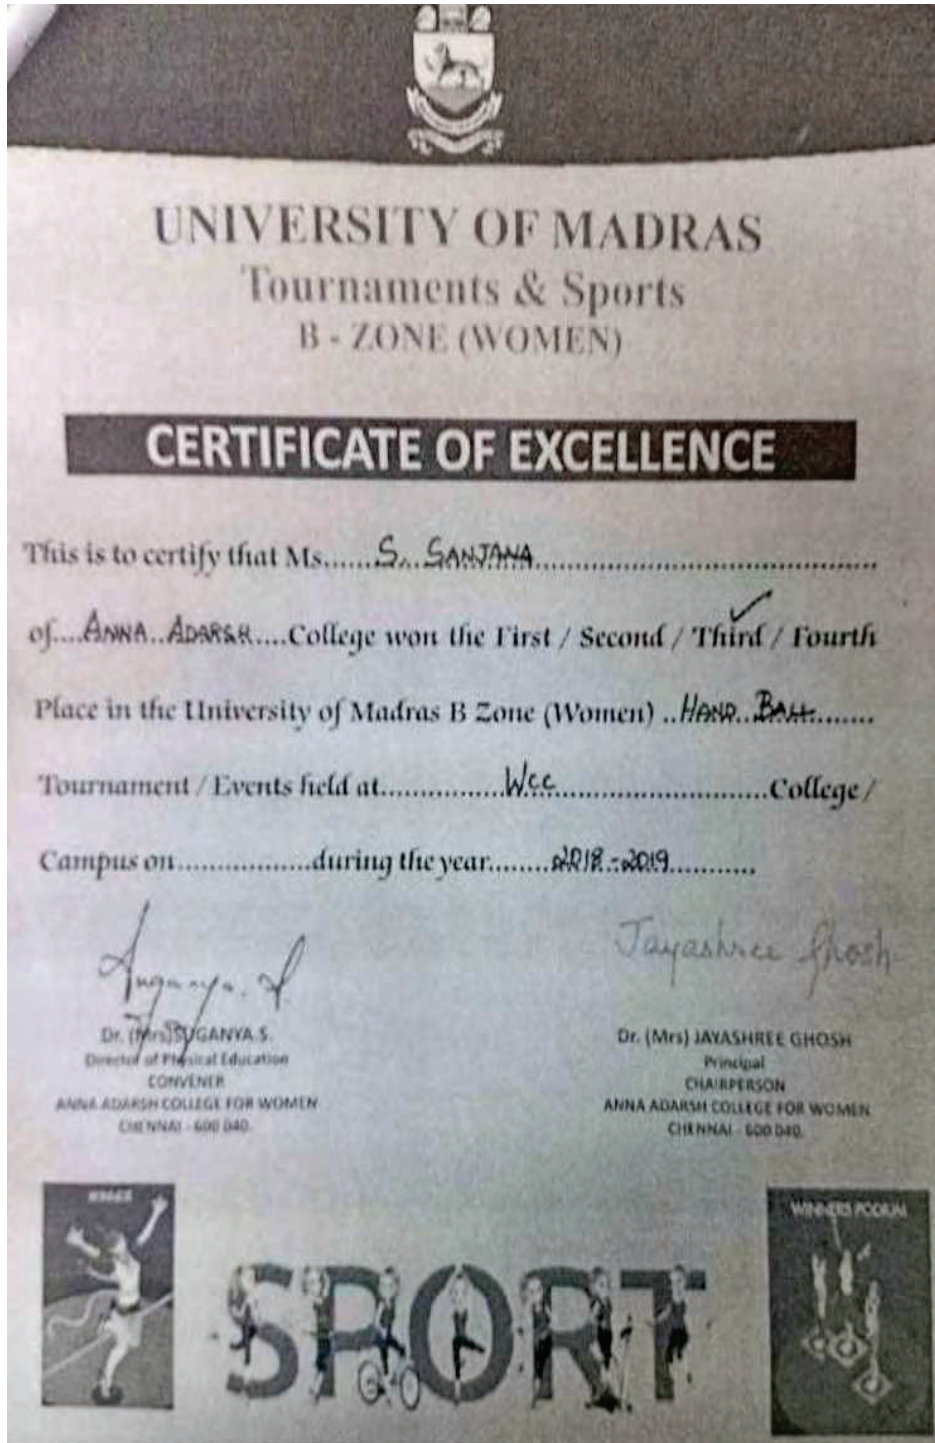 UNIVERSITY OF MADRAS
Tournaments & Sports
B - ZONE (WOMEN)
CERTIFICATE OF EXCELLENCE
This is to certify that Ms......S...SANJANA..........................................
of....ANNA..ADARSH....College won the First / Second / Third / Fourth
Place in the University of Madras B Zone (Women) ..HAND..BALL.......
Tournament / Events held at...............WCC..........................College /
Campus on................during the year........2018-2019............
Suganya. S
Jayashree Ghosh
Dr. (Mrs) SUGANYA S.
Director of Physical Education
CONVENER
ANNA ADARSH COLLEGE FOR WOMEN
CHENNAI - 600 040.
Dr. (Mrs) JAYASHREE GHOSH
Principal
CHAIRPERSON
ANNA ADARSH COLLEGE FOR WOMEN
CHENNAI - 600 040.
WINNERS PODIUM
SPORT